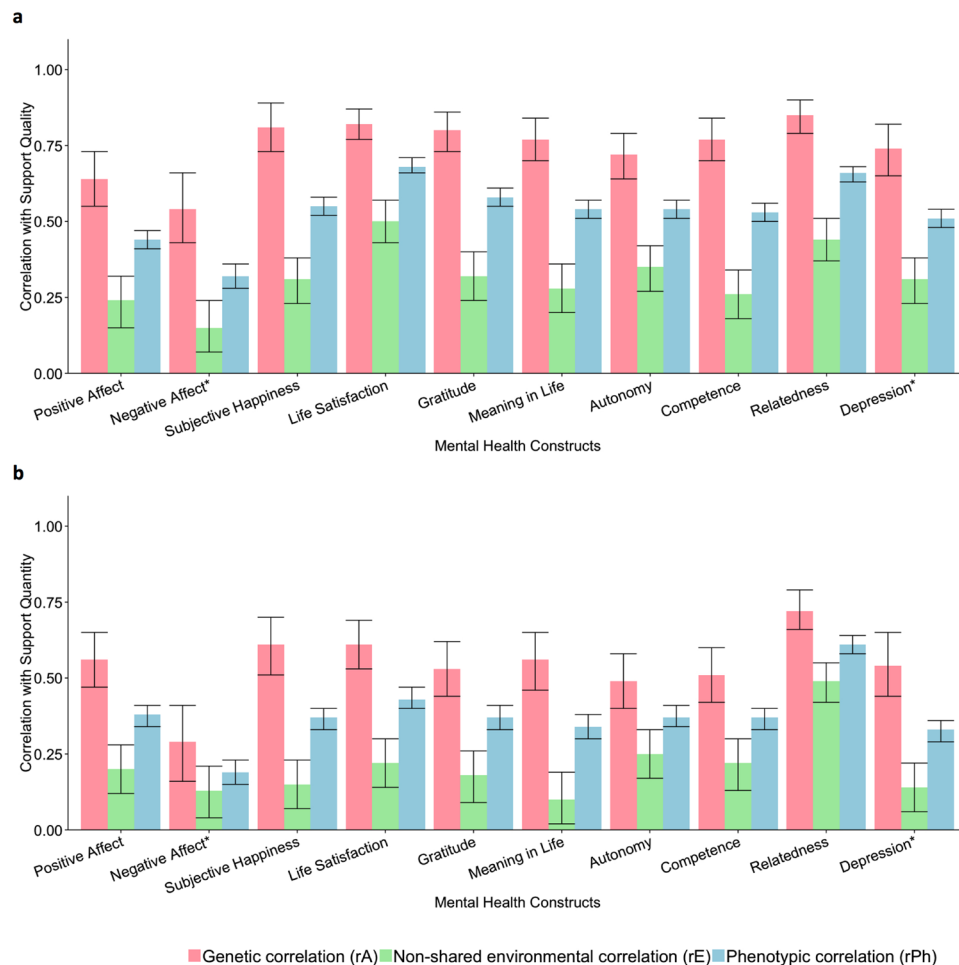 a
Correlation with Support Quality
1.00
0.75
0.50
0.25
0.00
Positive Affect
Negative Affect*
Subjective Happiness
Life Satisfaction
Gratitude
Meaning in Life
Autonomy
Competence
Relatedness
Depression*
Mental Health Constructs
b
Correlation with Support Quantity
1.00
0.75
0.50
0.25
0.00
Positive Affect
Negative Affect*
Subjective Happiness
Life Satisfaction
Gratitude
Meaning in Life
Autonomy
Competence
Relatedness
Depression*
Mental Health Constructs
Genetic correlation (rA) Non-shared environmental correlation (rE) Phenotypic correlation (rPh)